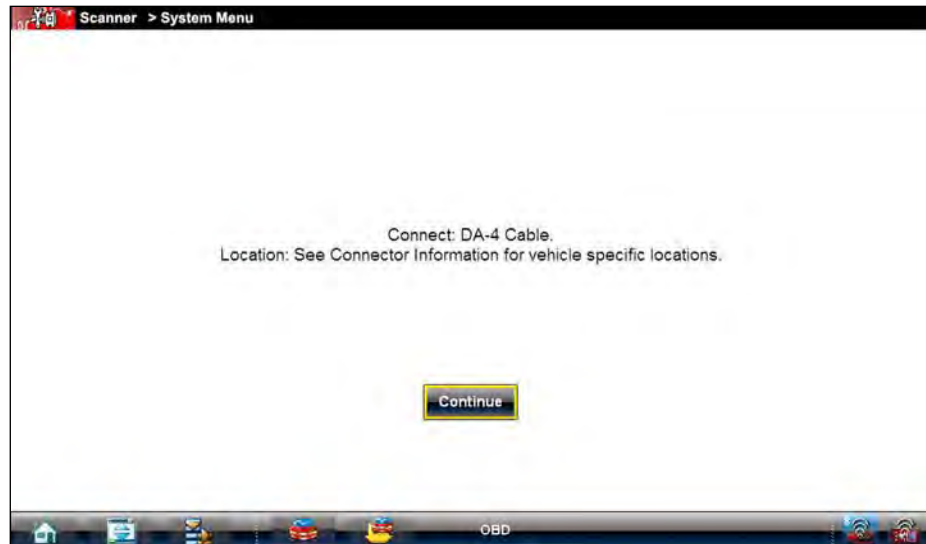 Scanner > System Menu
Connect: DA-4 Cable.
Location: See Connector Information for vehicle specific locations.
Continue
OBD